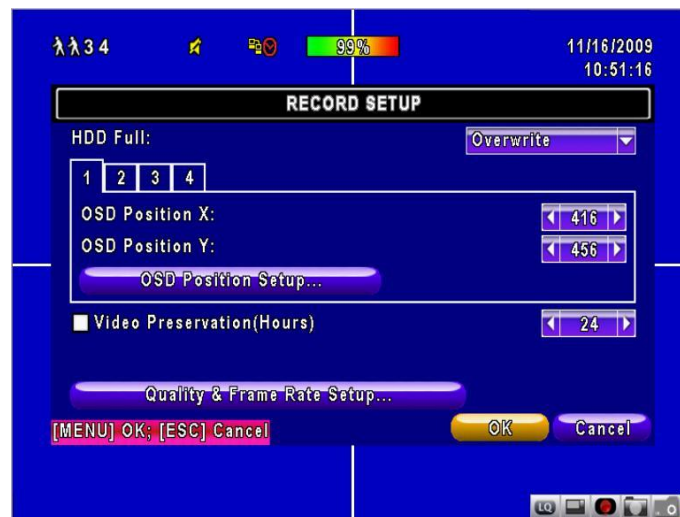 34 99% 11/16/2009
10:51:16
RECORD SETUP
HDD Full: Overwrite
1 2 3 4
OSD Position X: 416
OSD Position Y: 456
OSD Position Setup...
Video Preservation(Hours) 24
Quality & Frame Rate Setup...
[MENU] OK; [ESC] Cancel OK Cancel
LQ